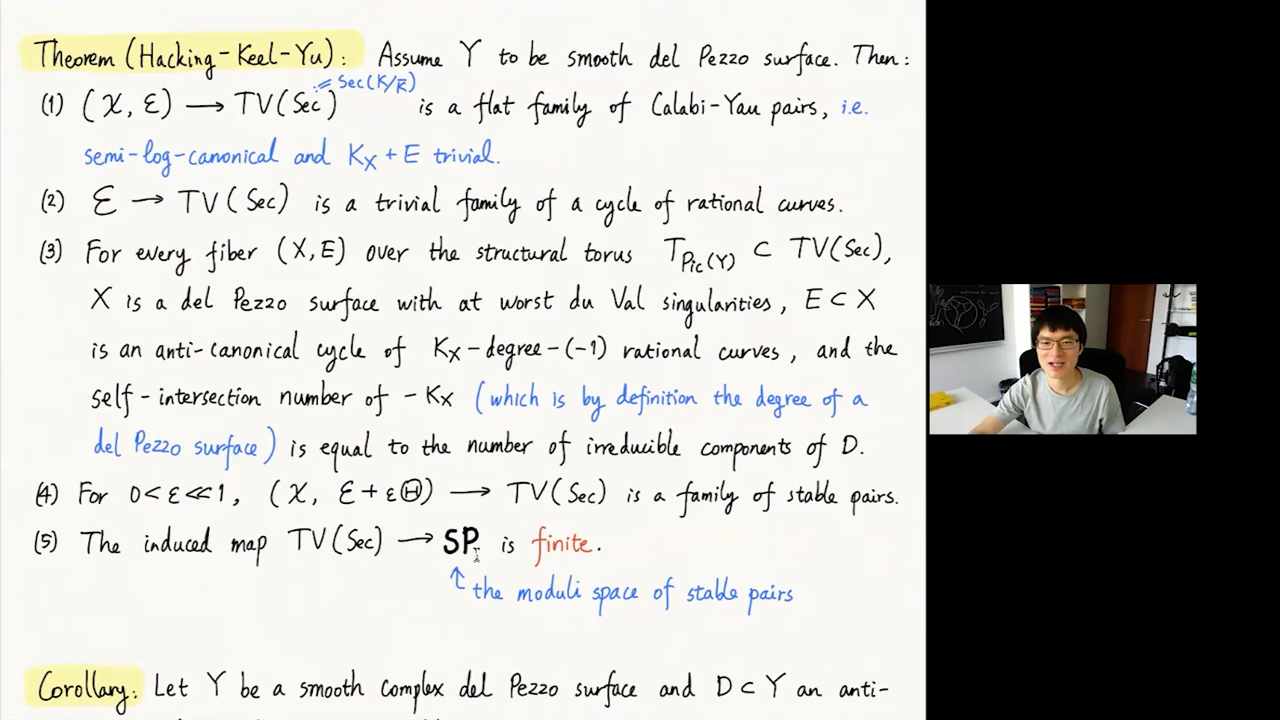 Theorem (Hacking-Keel-Yu): Assume Y to be smooth del Pezzo surface. Then:
:= Sec(K/R̄)
(1) (𝒳, ℰ) → TV(Sec) is a flat family of Calabi-Yau pairs, i.e.
semi-log-canonical and K_X + E trivial.
(2) ℰ → TV(Sec) is a trivial family of a cycle of rational curves.
(3) For every fiber (X, E) over the structural torus T_Pic(Y) ⊂ TV(Sec),
X is a del Pezzo surface with at worst du Val singularities, E ⊂ X
is an anti-canonical cycle of K_X-degree-(-1) rational curves, and the
self-intersection number of -K_X (which is by definition the degree of a
del Pezzo surface) is equal to the number of irreducible components of D.
(4) For 0<ε≪1, (𝒳, ℰ+εΘ) → TV(Sec) is a family of stable pairs.
(5) The induced map TV(Sec) → SP is finite.
↑ the moduli space of stable pairs
Corollary: Let Y be a smooth complex del Pezzo surface and D ⊂ Y an anti-